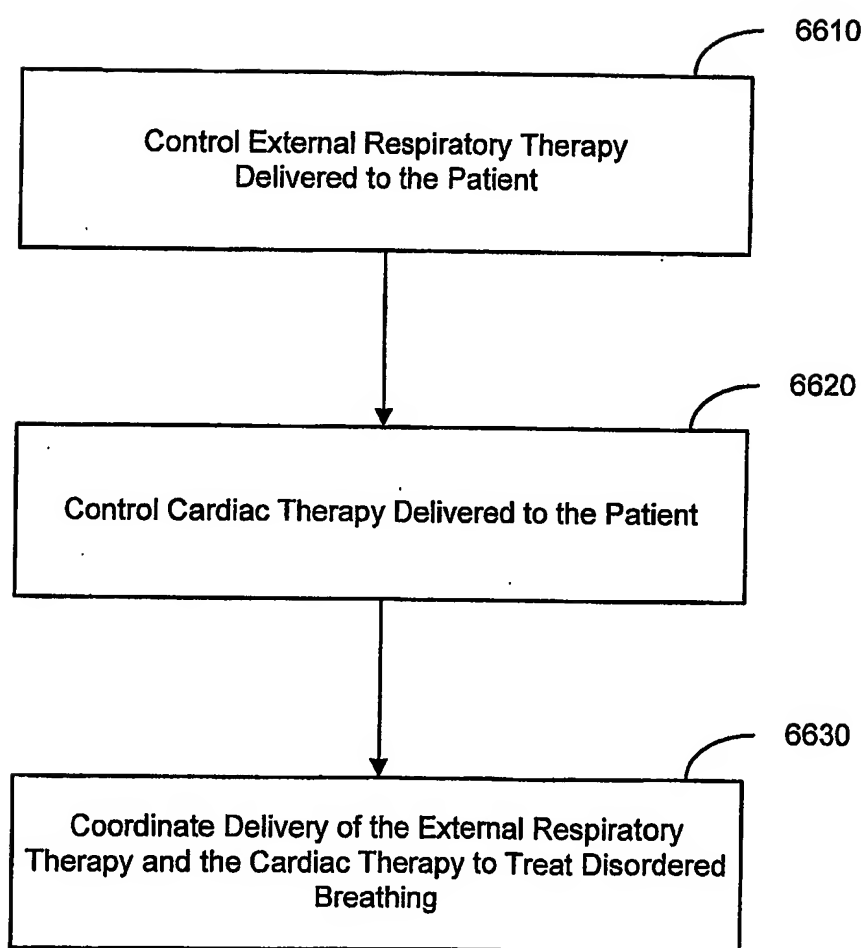 6610
Control External Respiratory Therapy
Delivered to the Patient
6620
Control Cardiac Therapy Delivered to the Patient
6630
Coordinate Delivery of the External Respiratory
Therapy and the Cardiac Therapy to Treat Disordered
Breathing